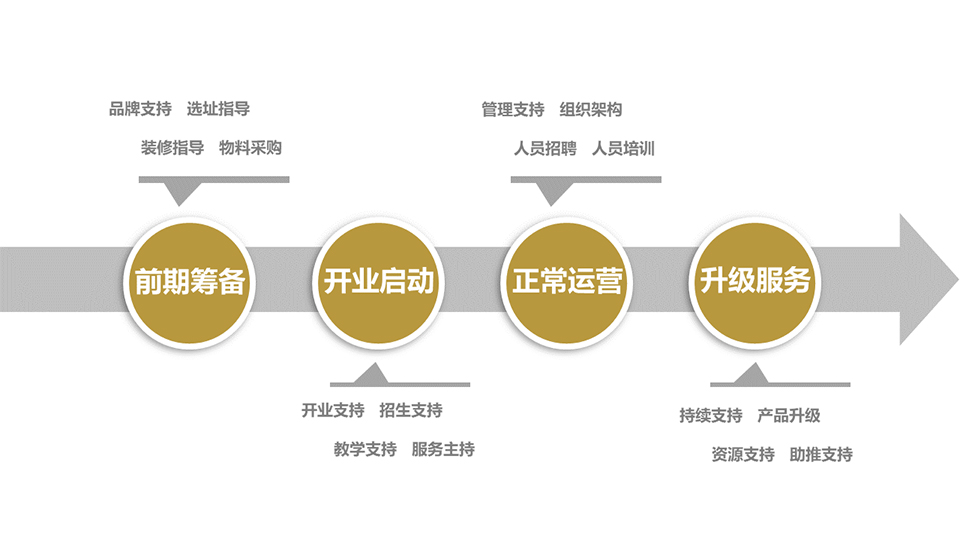 品牌支持 选址指导
装修指导 物料采购
管理支持 组织架构
人员招聘 人员培训
前期筹备
开业启动
正常运营
升级服务
开业支持 招生支持
教学支持 服务主持
持续支持 产品升级
资源支持 助推支持